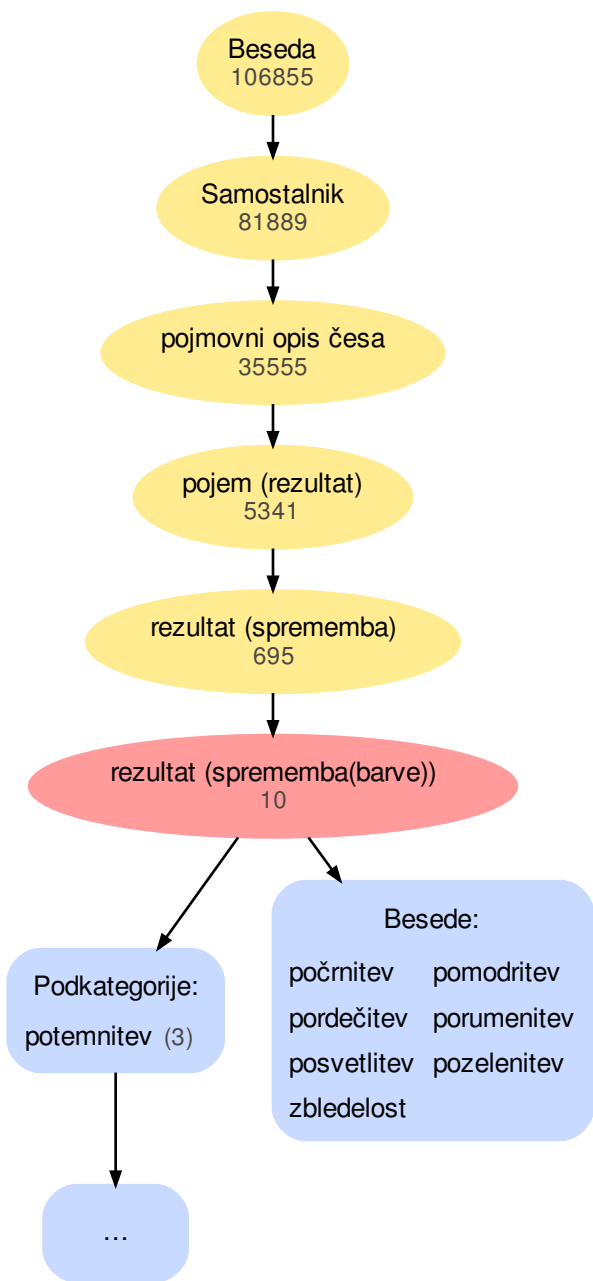 Beseda
106855
Samostalnik
81889
pojmovni opis česa
35555
pojem (rezultat)
5341
rezultat (sprememba)
695
rezultat (sprememba(barve))
10
Podkategorije:
potemnitev (3)
…
Besede:
počrnitev pomodritev
pordečitev porumenitev
posvetlitev pozelenitev
zbledelost